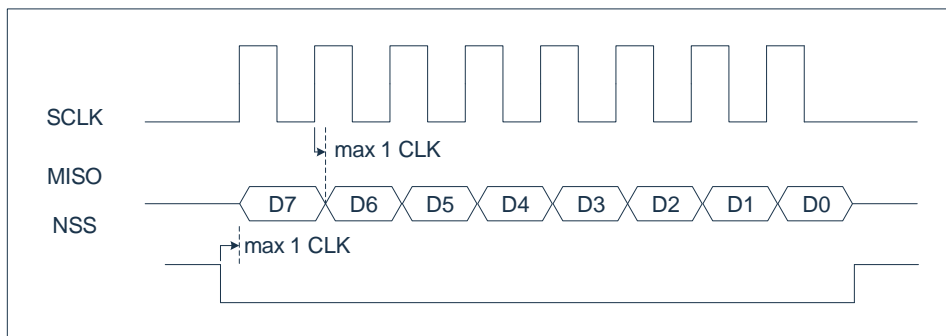 SCLK
max 1 CLK
MISO
D7 D6 D5 D4 D3 D2 D1 D0
NSS
max 1 CLK